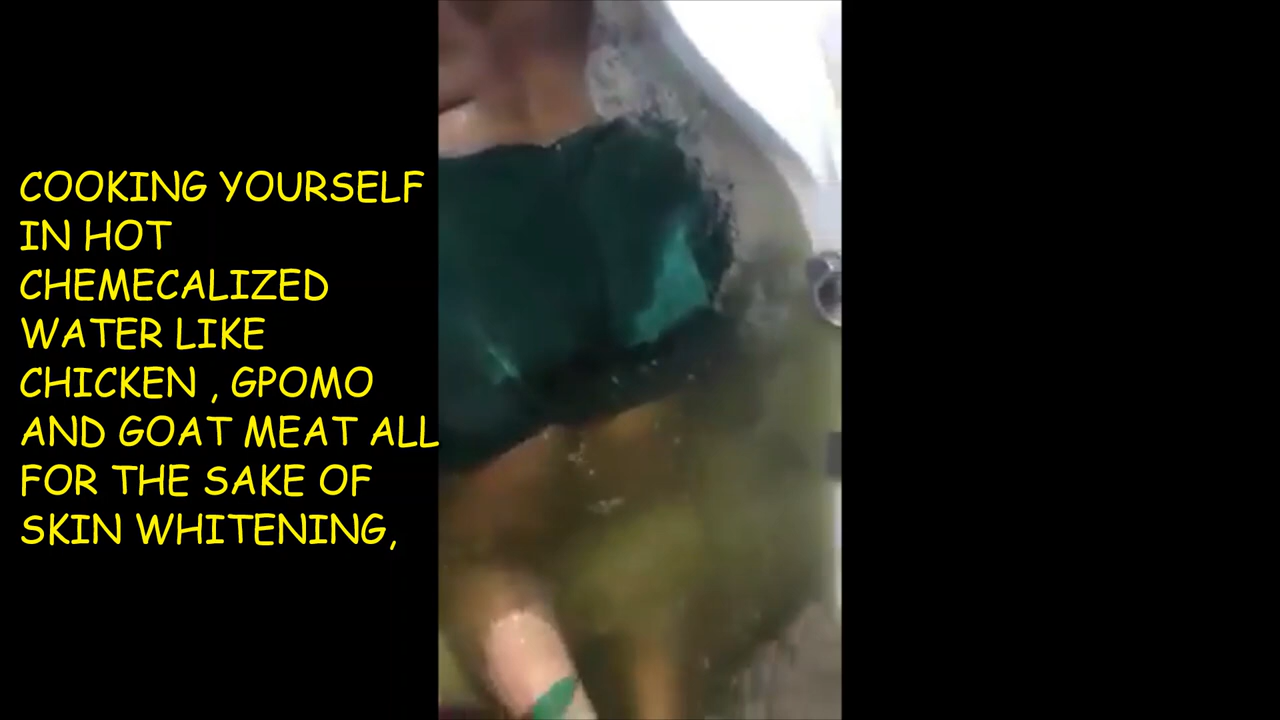 COOKING YOURSELF
IN HOT
CHEMECALIZED
WATER LIKE
CHICKEN , GPOMO
AND GOAT MEAT ALL
FOR THE SAKE OF
SKIN WHITENING,